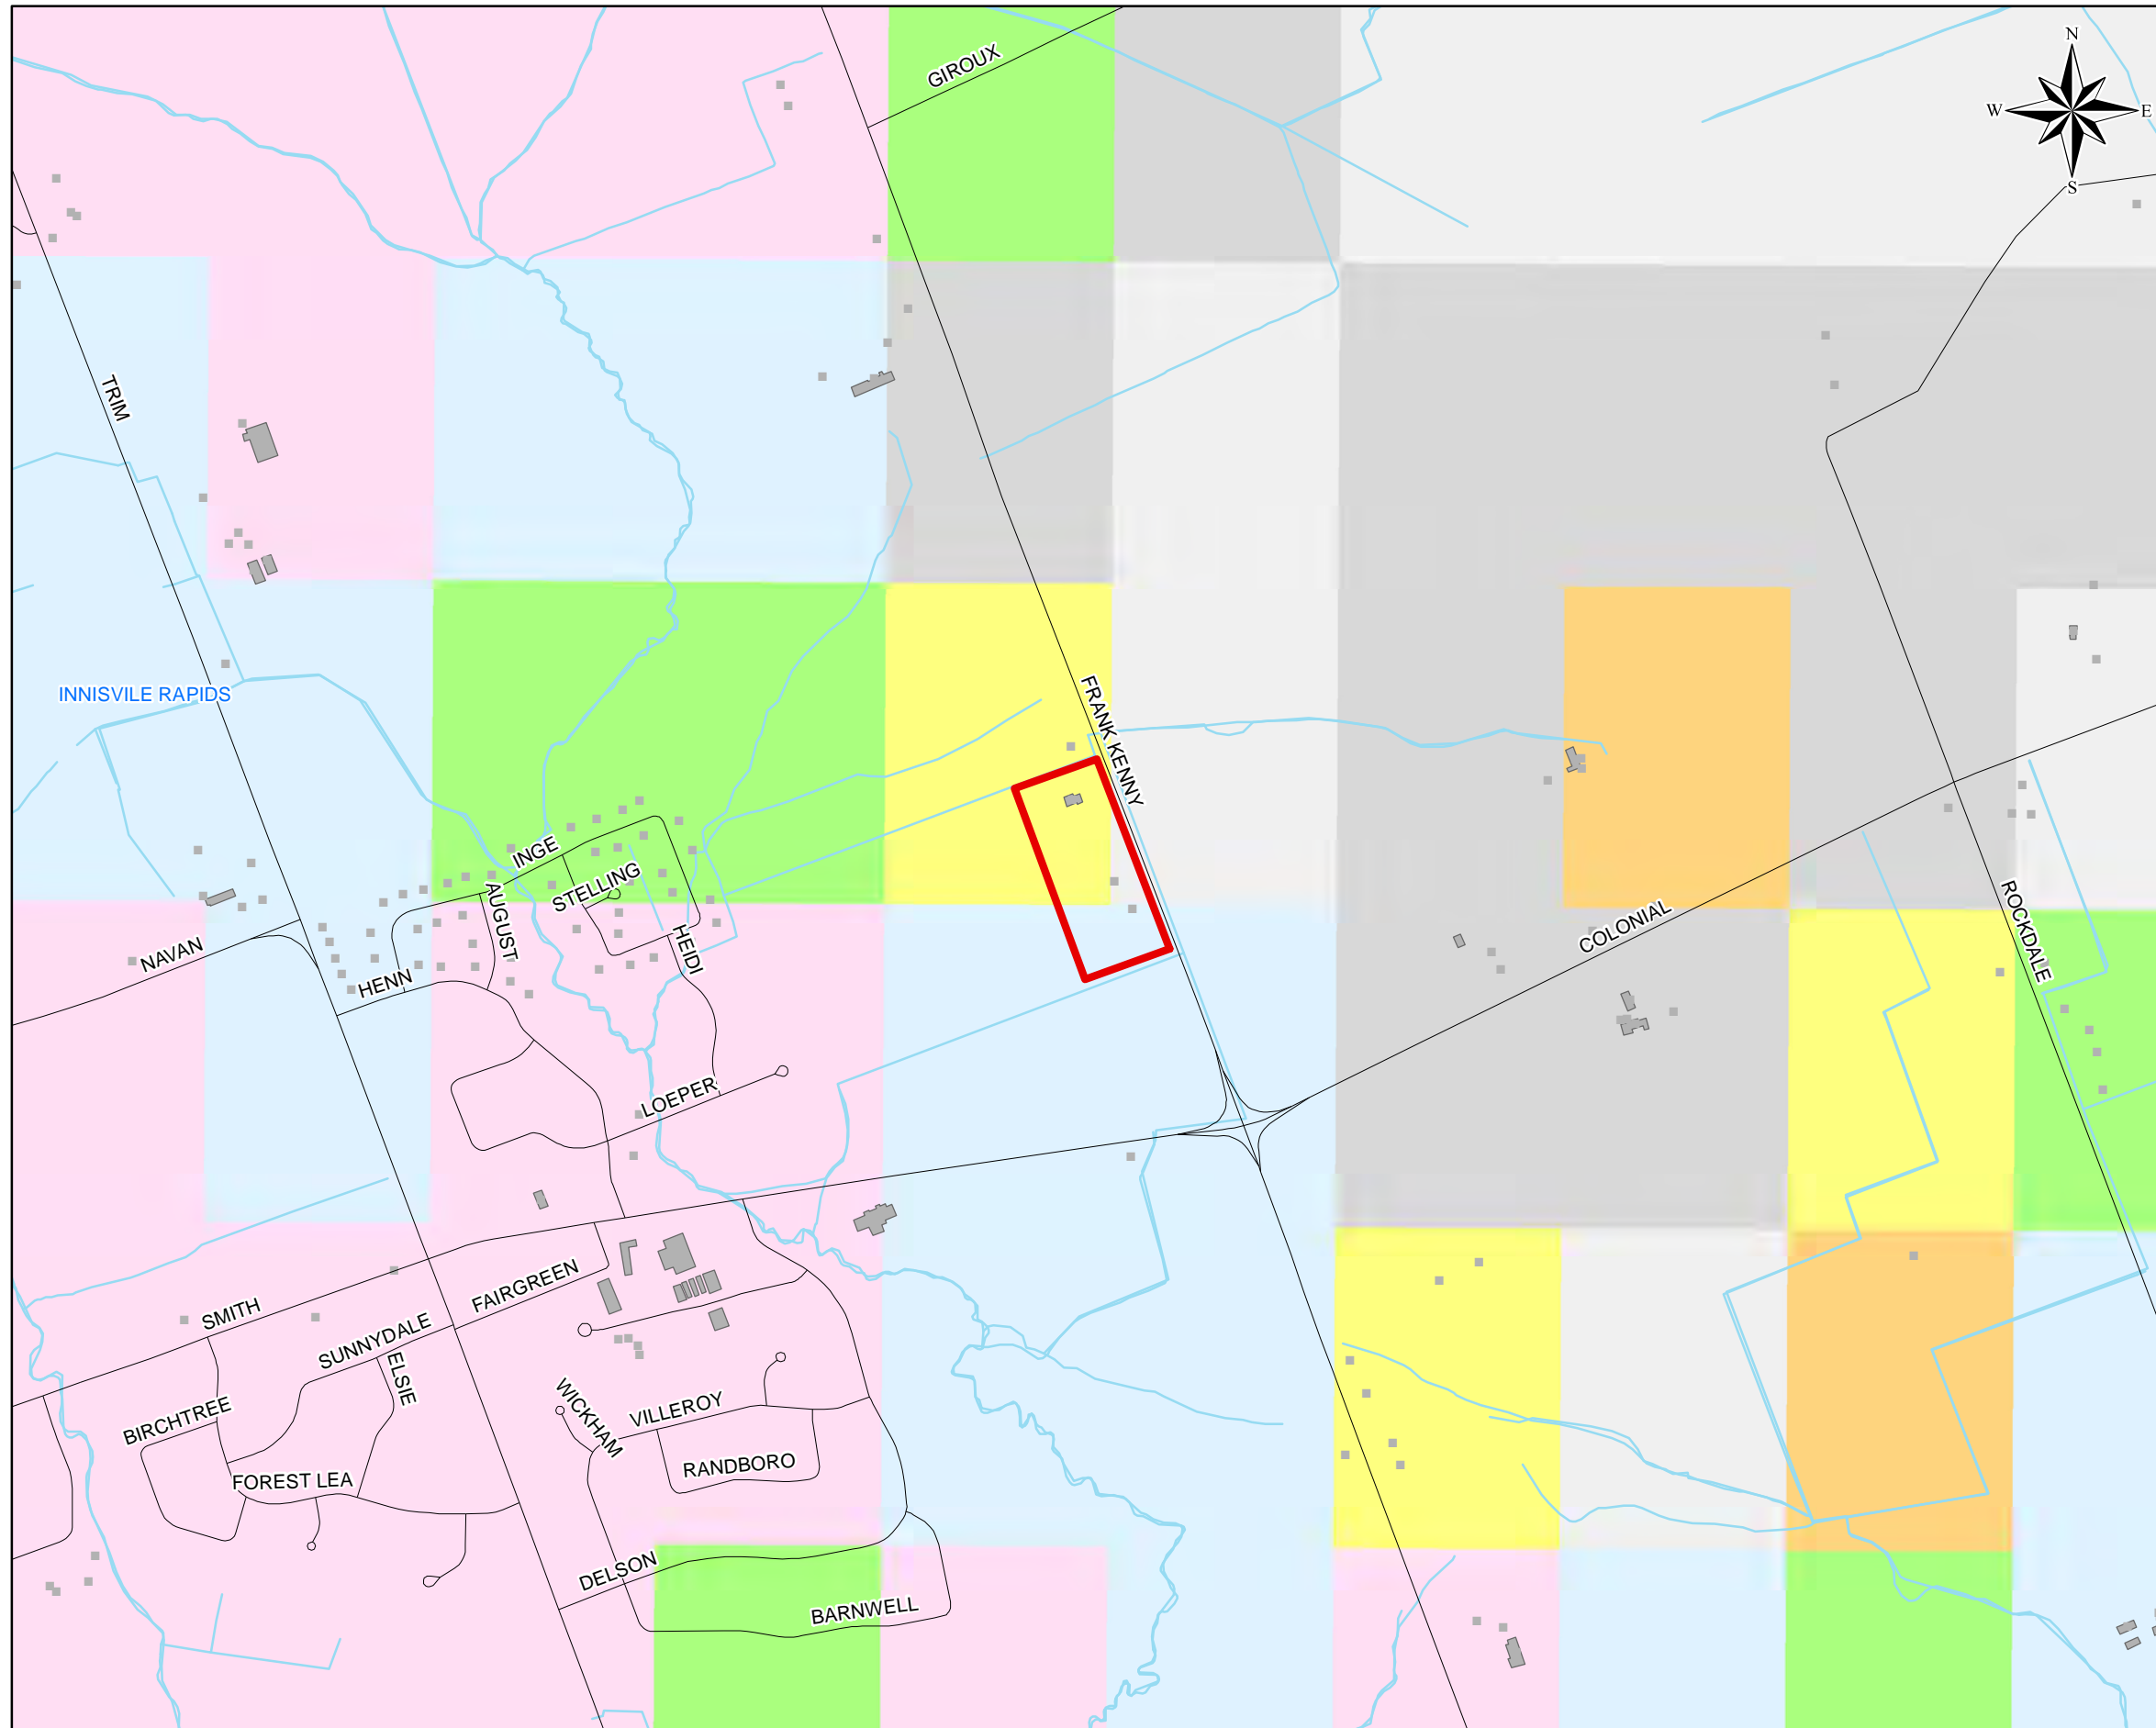 N
GIROUX
W
E
S
TRIM
INNISVILE RAPIDS
FRANK KENNY
INGE
STELLING
AUGUST
COLONIAL
ROCKDALE
NAVAN
HEIDI
HENN
LOEPER
FAIRGREEN
SMITH
SUNNYDALE
ELSIE
WICKHAM
BIRCHTREE
VILLEROY
RANDBORO
FOREST LEA
DELSON
BARNWELL